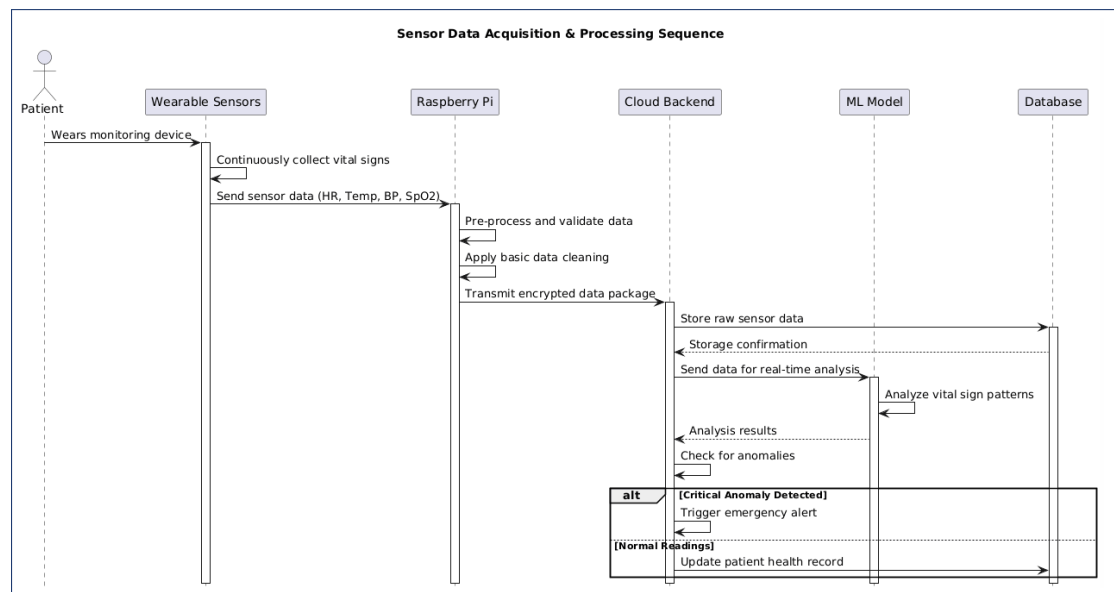 Sensor Data Acquisition & Processing Sequence
Patient
Wearable Sensors
Raspberry Pi
Cloud Backend
ML Model
Database
Wears monitoring device
Continuously collect vital signs
Send sensor data (HR, Temp, BP, SpO2)
Pre-process and validate data
Apply basic data cleaning
Transmit encrypted data package
Store raw sensor data
Storage confirmation
Send data for real-time analysis
Analyze vital sign patterns
Analysis results
Check for anomalies
alt
[Critical Anomaly Detected]
Trigger emergency alert
[Normal Readings]
Update patient health record